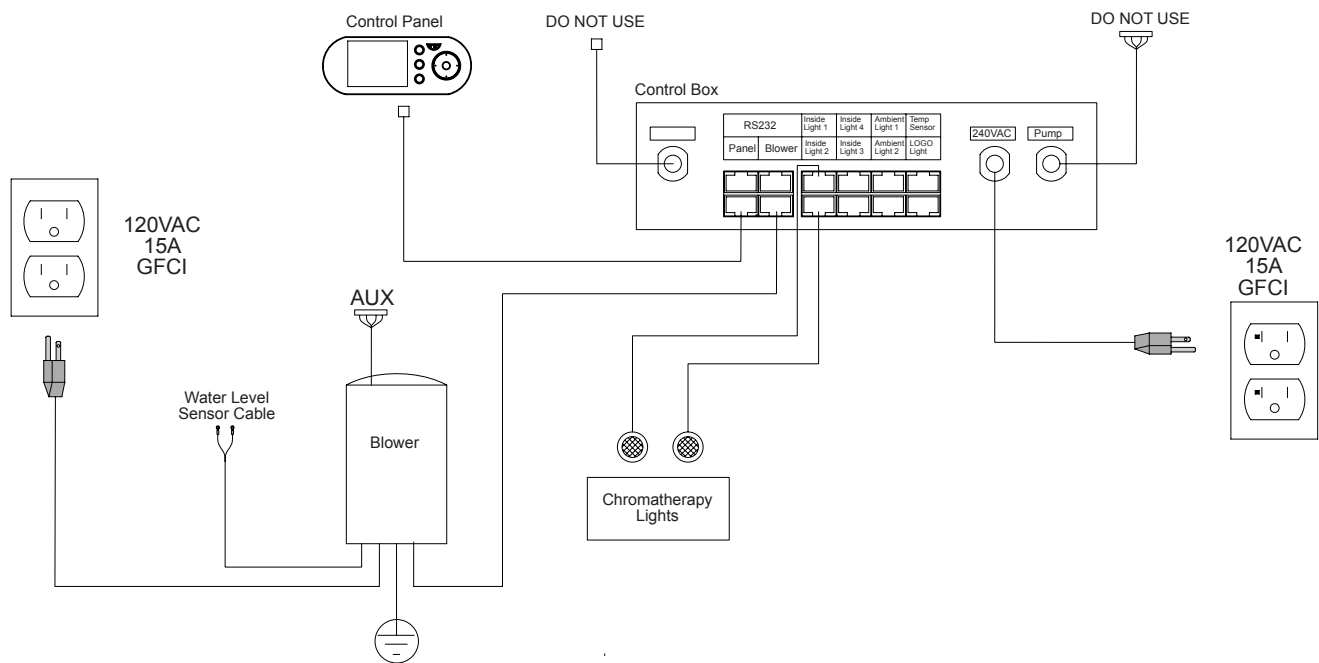 Control Panel
DO NOT USE
DO NOT USE
Control Box
RS232
Inside
Light 1
Inside
Light 4
Ambient
Light 1
Temp
Sensor
Panel
Blower
Inside
Light 2
Inside
Light 3
Ambient
Light 2
LOGO
Light
240VAC
Pump
120VAC
15A
GFCI
120VAC
15A
GFCI
AUX
Water Level
Sensor Cable
Blower
Chromatherapy
Lights